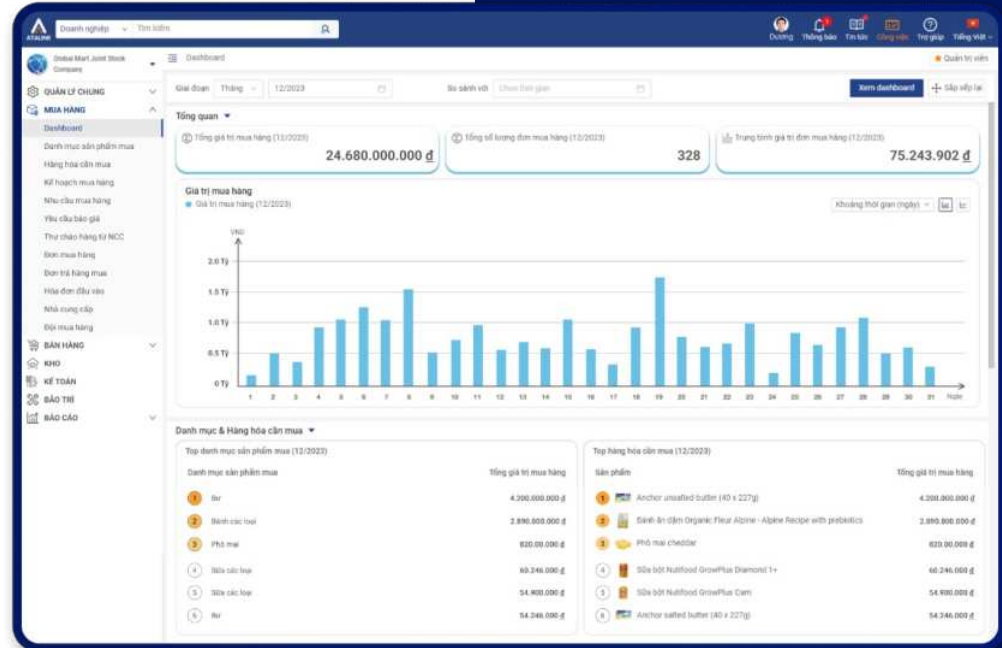 ATALINK
Doanh nghiệp
Tìm kiếm
Dương
Thông báo
Tin tức
Công việc
Trợ giúp
Tiếng Việt
Global Mart Joint Stock
Company
Dashboard
Quản trị viên
QUẢN LÝ CHUNG
MUA HÀNG
Dashboard
Danh mục sản phẩm mua
Hàng hóa cần mua
Kế hoạch mua hàng
Nhu cầu mua hàng
Yêu cầu báo giá
Thư chào hàng từ NCC
Đơn mua hàng
Đơn trả hàng mua
Hóa đơn đầu vào
Nhà cung cấp
Đội mua hàng
BÁN HÀNG
KHO
KẾ TOÁN
BẢO TRÌ
BÁO CÁO
Giai đoạn
Tháng
12/2023
So sánh với
Chọn thời gian
Xem dashboard
Sắp xếp lại
Tổng quan
Tổng giá trị mua hàng (12/2023)
24.680.000.000 đ
Tổng số lượng đơn mua hàng (12/2023)
328
Trung bình giá trị đơn mua hàng (12/2023)
75.243.902 đ
Giá trị mua hàng
Giá trị mua hàng (12/2023)
Khoảng thời gian (ngày)
VND
2.0 Tỷ
1.5 Tỷ
1.0 Tỷ
0.5 Tỷ
0 Tỷ
1 2 3 4 5 6 7 8 9 10 11 12 13 14 15 16 17 18 19 20 21 22 23 24 25 26 27 28 29 30 31 Ngày
Danh mục & Hàng hóa cần mua
Top danh mục sản phẩm mua (12/2023)
Danh mục sản phẩm mua Tổng giá trị mua hàng
1 Bơ 4.200.000.000 đ
2 Bánh các loại 2.890.800.000 đ
3 Phô mai 820.00.000 đ
4 Sữa các loại 60.246.000 đ
5 Sữa các loại 54.900.000 đ
6 Bơ 54.246.000 đ
Top hàng hóa cần mua (12/2023)
Sản phẩm Tổng giá trị mua hàng
1 Anchor unsalted butter (40 x 227g) 4.200.000.000 đ
2 Bánh ăn dặm Organic Fleur Alpine - Alpine Recipe with prebiotics 2.890.800.000 đ
3 Phô mai cheddar 820.00.000 đ
4 Sữa bột Nutifood GrowPlus Diamond 1+ 60.246.000 đ
5 Sữa bột Nutifood GrowPlus Cam 54.900.000 đ
6 Anchor salted butter (40 x 227g) 54.246.000 đ